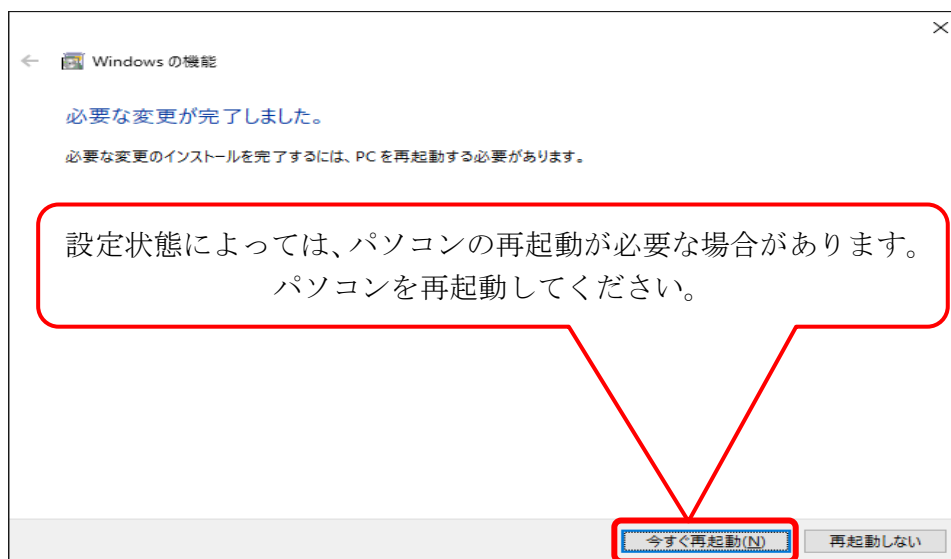 Windows の機能
必要な変更が完了しました。
必要な変更のインストールを完了するには、PC を再起動する必要があります。
設定状態によっては、パソコンの再起動が必要な場合があります。
パソコンを再起動してください。
今すぐ再起動(N)
再起動しない